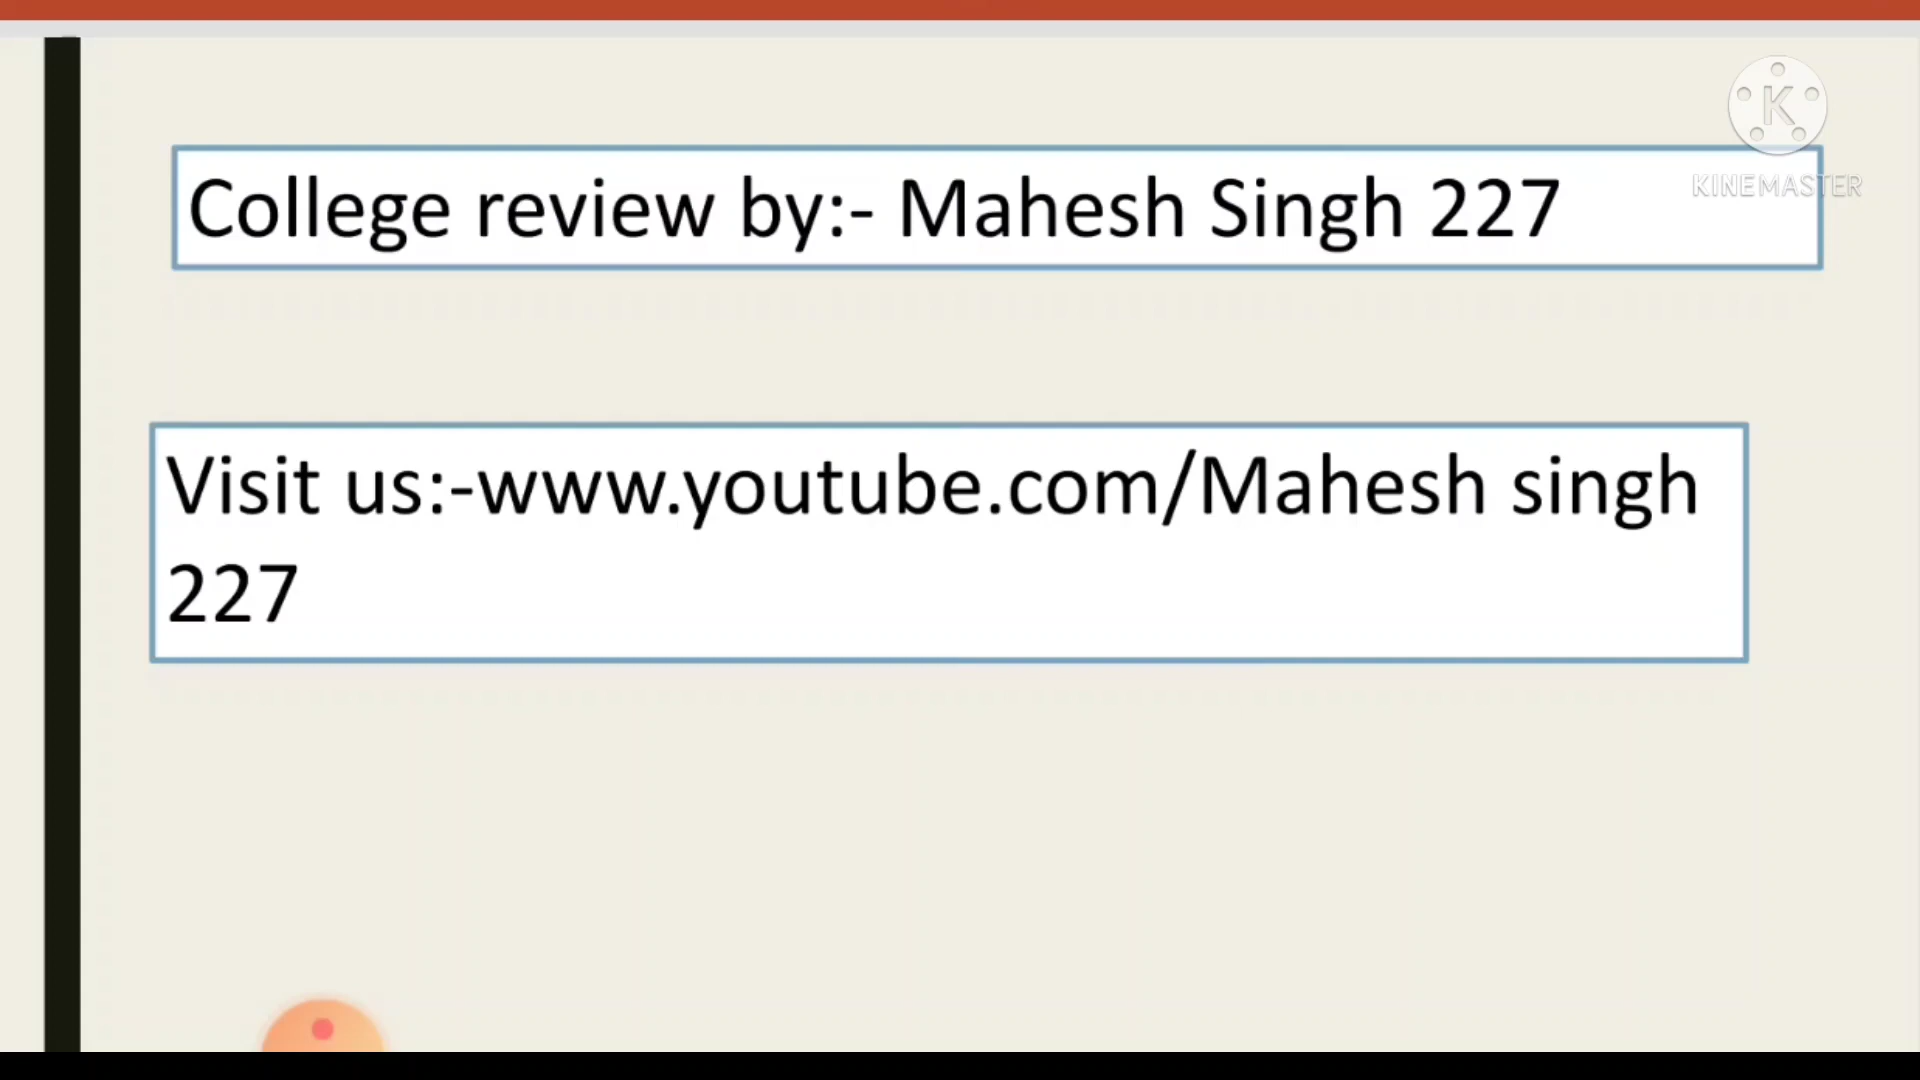 K
KINEMASTER
College review by:- Mahesh Singh 227
Visit us:-www.youtube.com/Mahesh singh
227